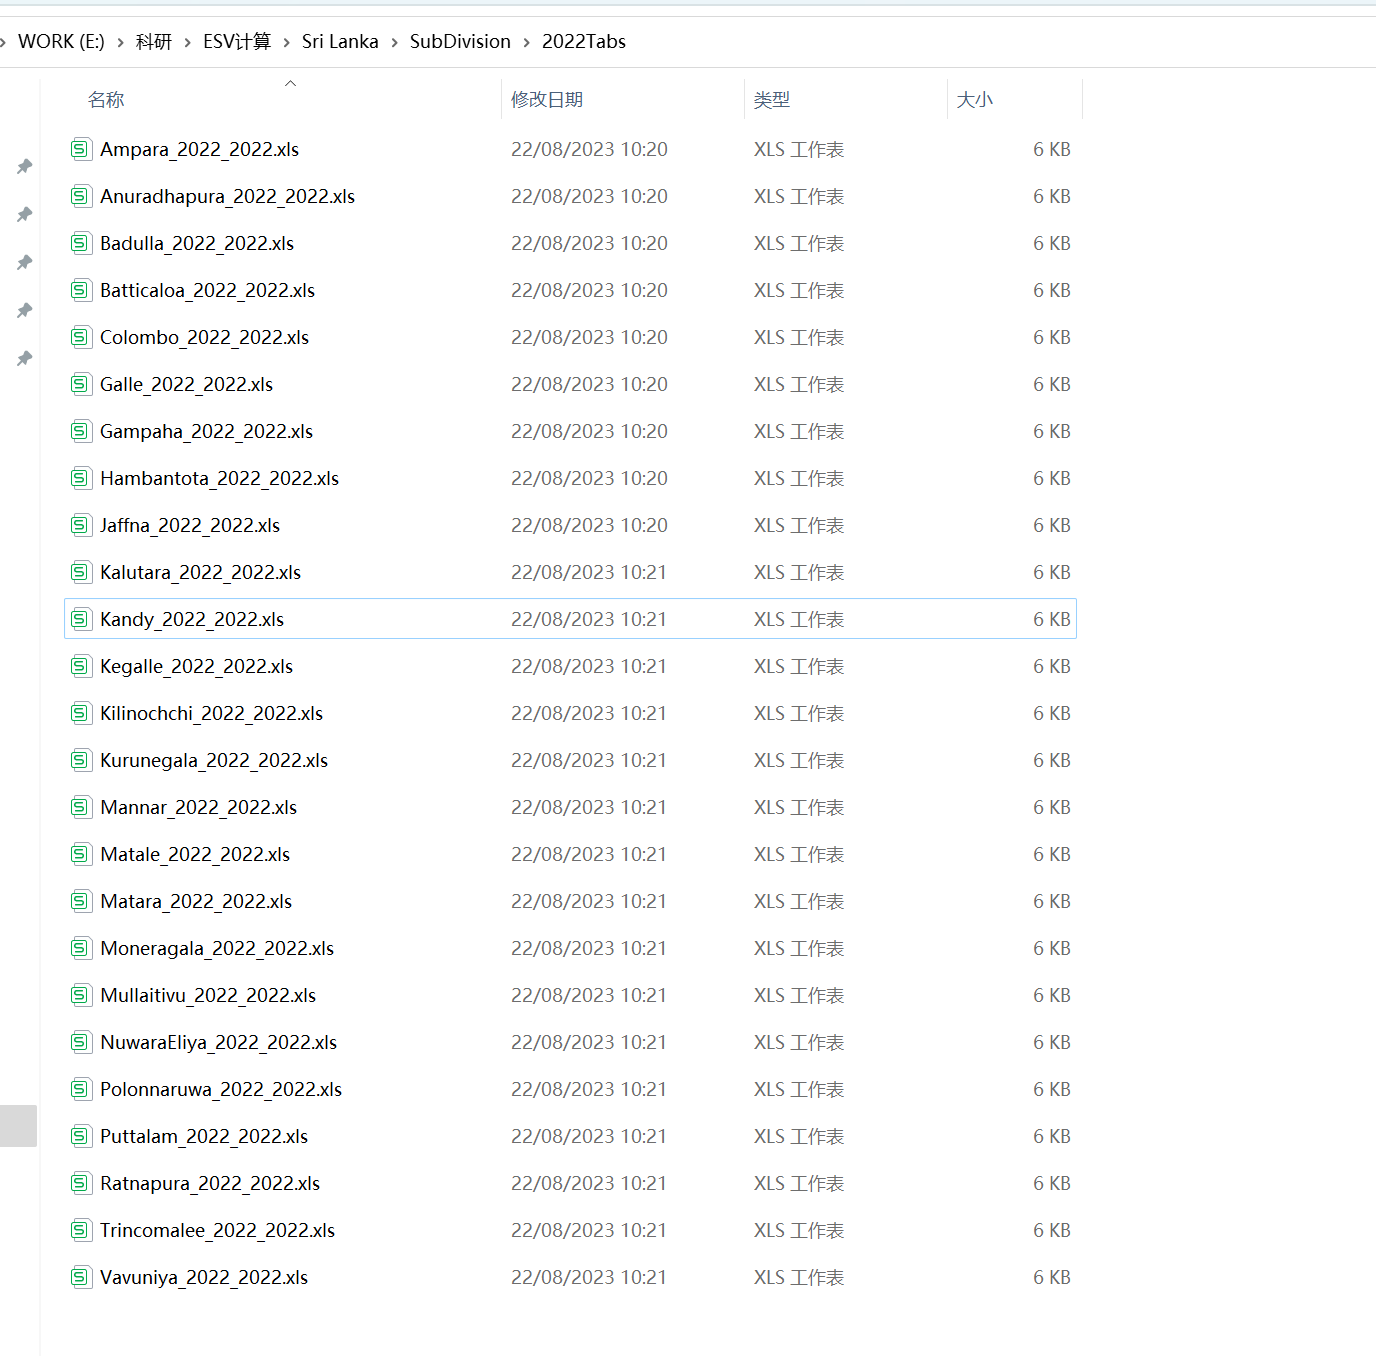 WORK (E:) › 科研 › ESV计算 › Sri Lanka › SubDivision › 2022Tabs
名称 修改日期 类型 大小
Ampara_2022_2022.xls 22/08/2023 10:20 XLS 工作表 6 KB
Anuradhapura_2022_2022.xls 22/08/2023 10:20 XLS 工作表 6 KB
Badulla_2022_2022.xls 22/08/2023 10:20 XLS 工作表 6 KB
Batticaloa_2022_2022.xls 22/08/2023 10:20 XLS 工作表 6 KB
Colombo_2022_2022.xls 22/08/2023 10:20 XLS 工作表 6 KB
Galle_2022_2022.xls 22/08/2023 10:20 XLS 工作表 6 KB
Gampaha_2022_2022.xls 22/08/2023 10:20 XLS 工作表 6 KB
Hambantota_2022_2022.xls 22/08/2023 10:20 XLS 工作表 6 KB
Jaffna_2022_2022.xls 22/08/2023 10:20 XLS 工作表 6 KB
Kalutara_2022_2022.xls 22/08/2023 10:21 XLS 工作表 6 KB
Kandy_2022_2022.xls 22/08/2023 10:21 XLS 工作表 6 KB
Kegalle_2022_2022.xls 22/08/2023 10:21 XLS 工作表 6 KB
Kilinochchi_2022_2022.xls 22/08/2023 10:21 XLS 工作表 6 KB
Kurunegala_2022_2022.xls 22/08/2023 10:21 XLS 工作表 6 KB
Mannar_2022_2022.xls 22/08/2023 10:21 XLS 工作表 6 KB
Matale_2022_2022.xls 22/08/2023 10:21 XLS 工作表 6 KB
Matara_2022_2022.xls 22/08/2023 10:21 XLS 工作表 6 KB
Moneragala_2022_2022.xls 22/08/2023 10:21 XLS 工作表 6 KB
Mullaitivu_2022_2022.xls 22/08/2023 10:21 XLS 工作表 6 KB
NuwaraEliya_2022_2022.xls 22/08/2023 10:21 XLS 工作表 6 KB
Polonnaruwa_2022_2022.xls 22/08/2023 10:21 XLS 工作表 6 KB
Puttalam_2022_2022.xls 22/08/2023 10:21 XLS 工作表 6 KB
Ratnapura_2022_2022.xls 22/08/2023 10:21 XLS 工作表 6 KB
Trincomalee_2022_2022.xls 22/08/2023 10:21 XLS 工作表 6 KB
Vavuniya_2022_2022.xls 22/08/2023 10:21 XLS 工作表 6 KB